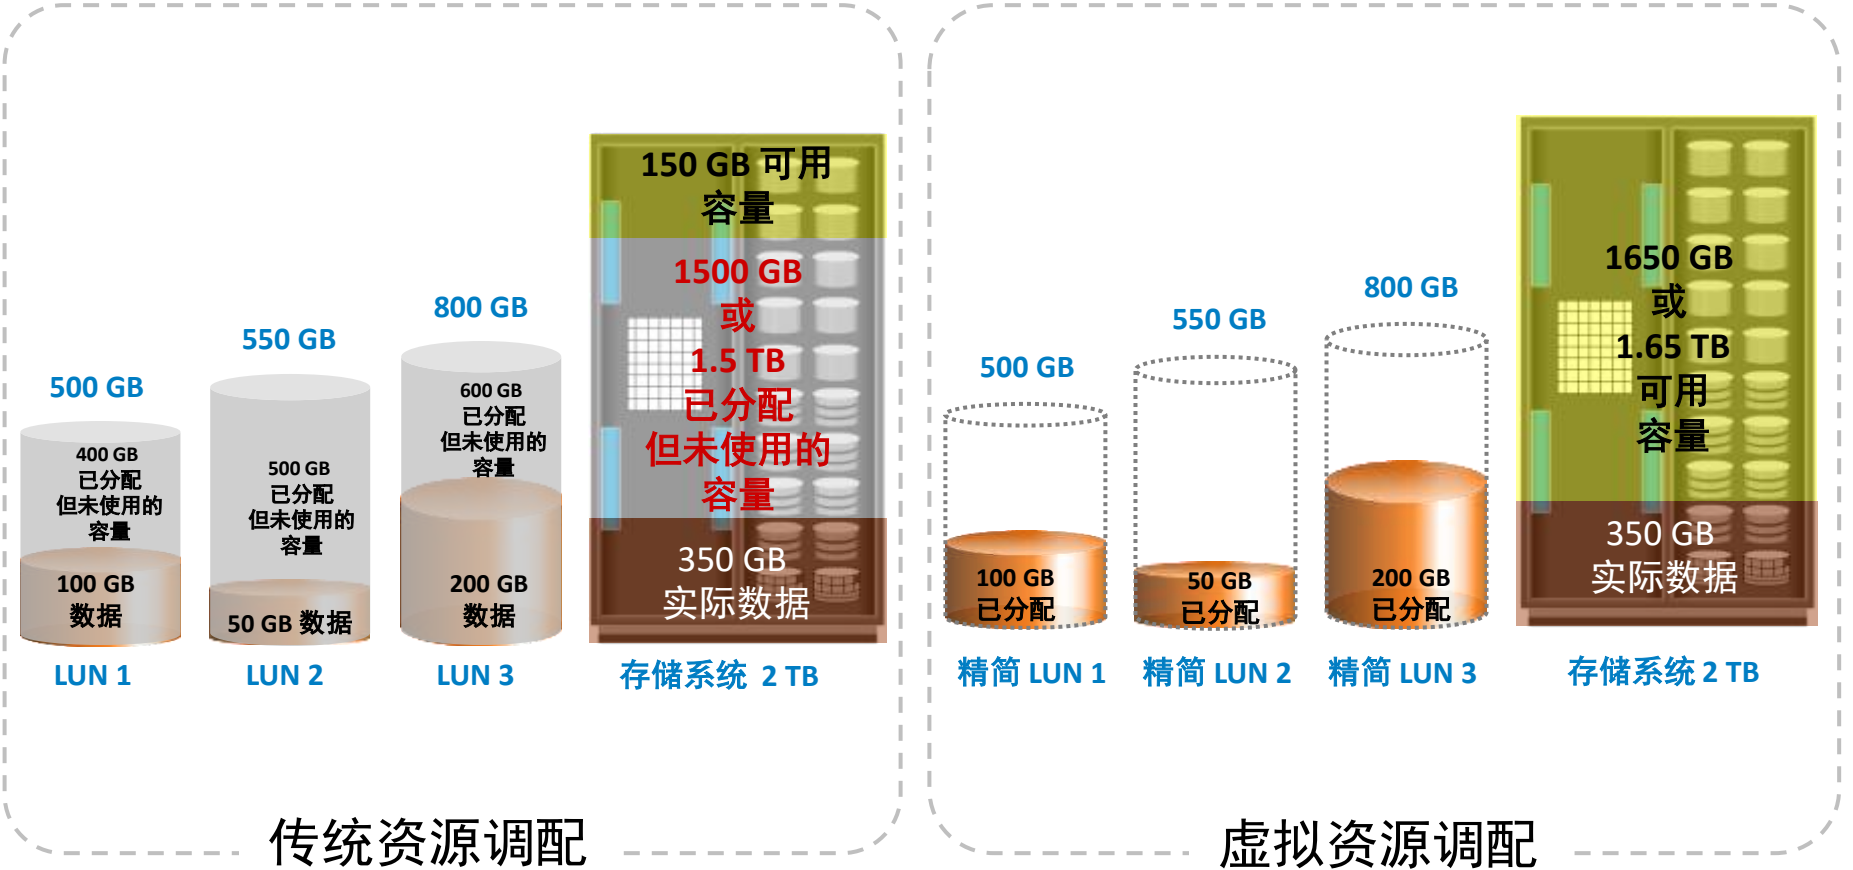 500 GB
400 GB
已分配
但未使用的
容量
100 GB
数据
LUN 1
550 GB
500 GB
已分配
但未使用的
容量
50 GB 数据
LUN 2
800 GB
600 GB
已分配
但未使用的
容量
200 GB
数据
LUN 3
150 GB 可用
容量
1500 GB
或
1.5 TB
已分配
但未使用的
容量
350 GB
实际数据
存储系统 2 TB
传统资源调配
500 GB
100 GB
已分配
精简 LUN 1
550 GB
50 GB
已分配
精简 LUN 2
800 GB
200 GB
已分配
精简 LUN 3
1650 GB
或
1.65 TB
可用
容量
350 GB
实际数据
存储系统 2 TB
虚拟资源调配